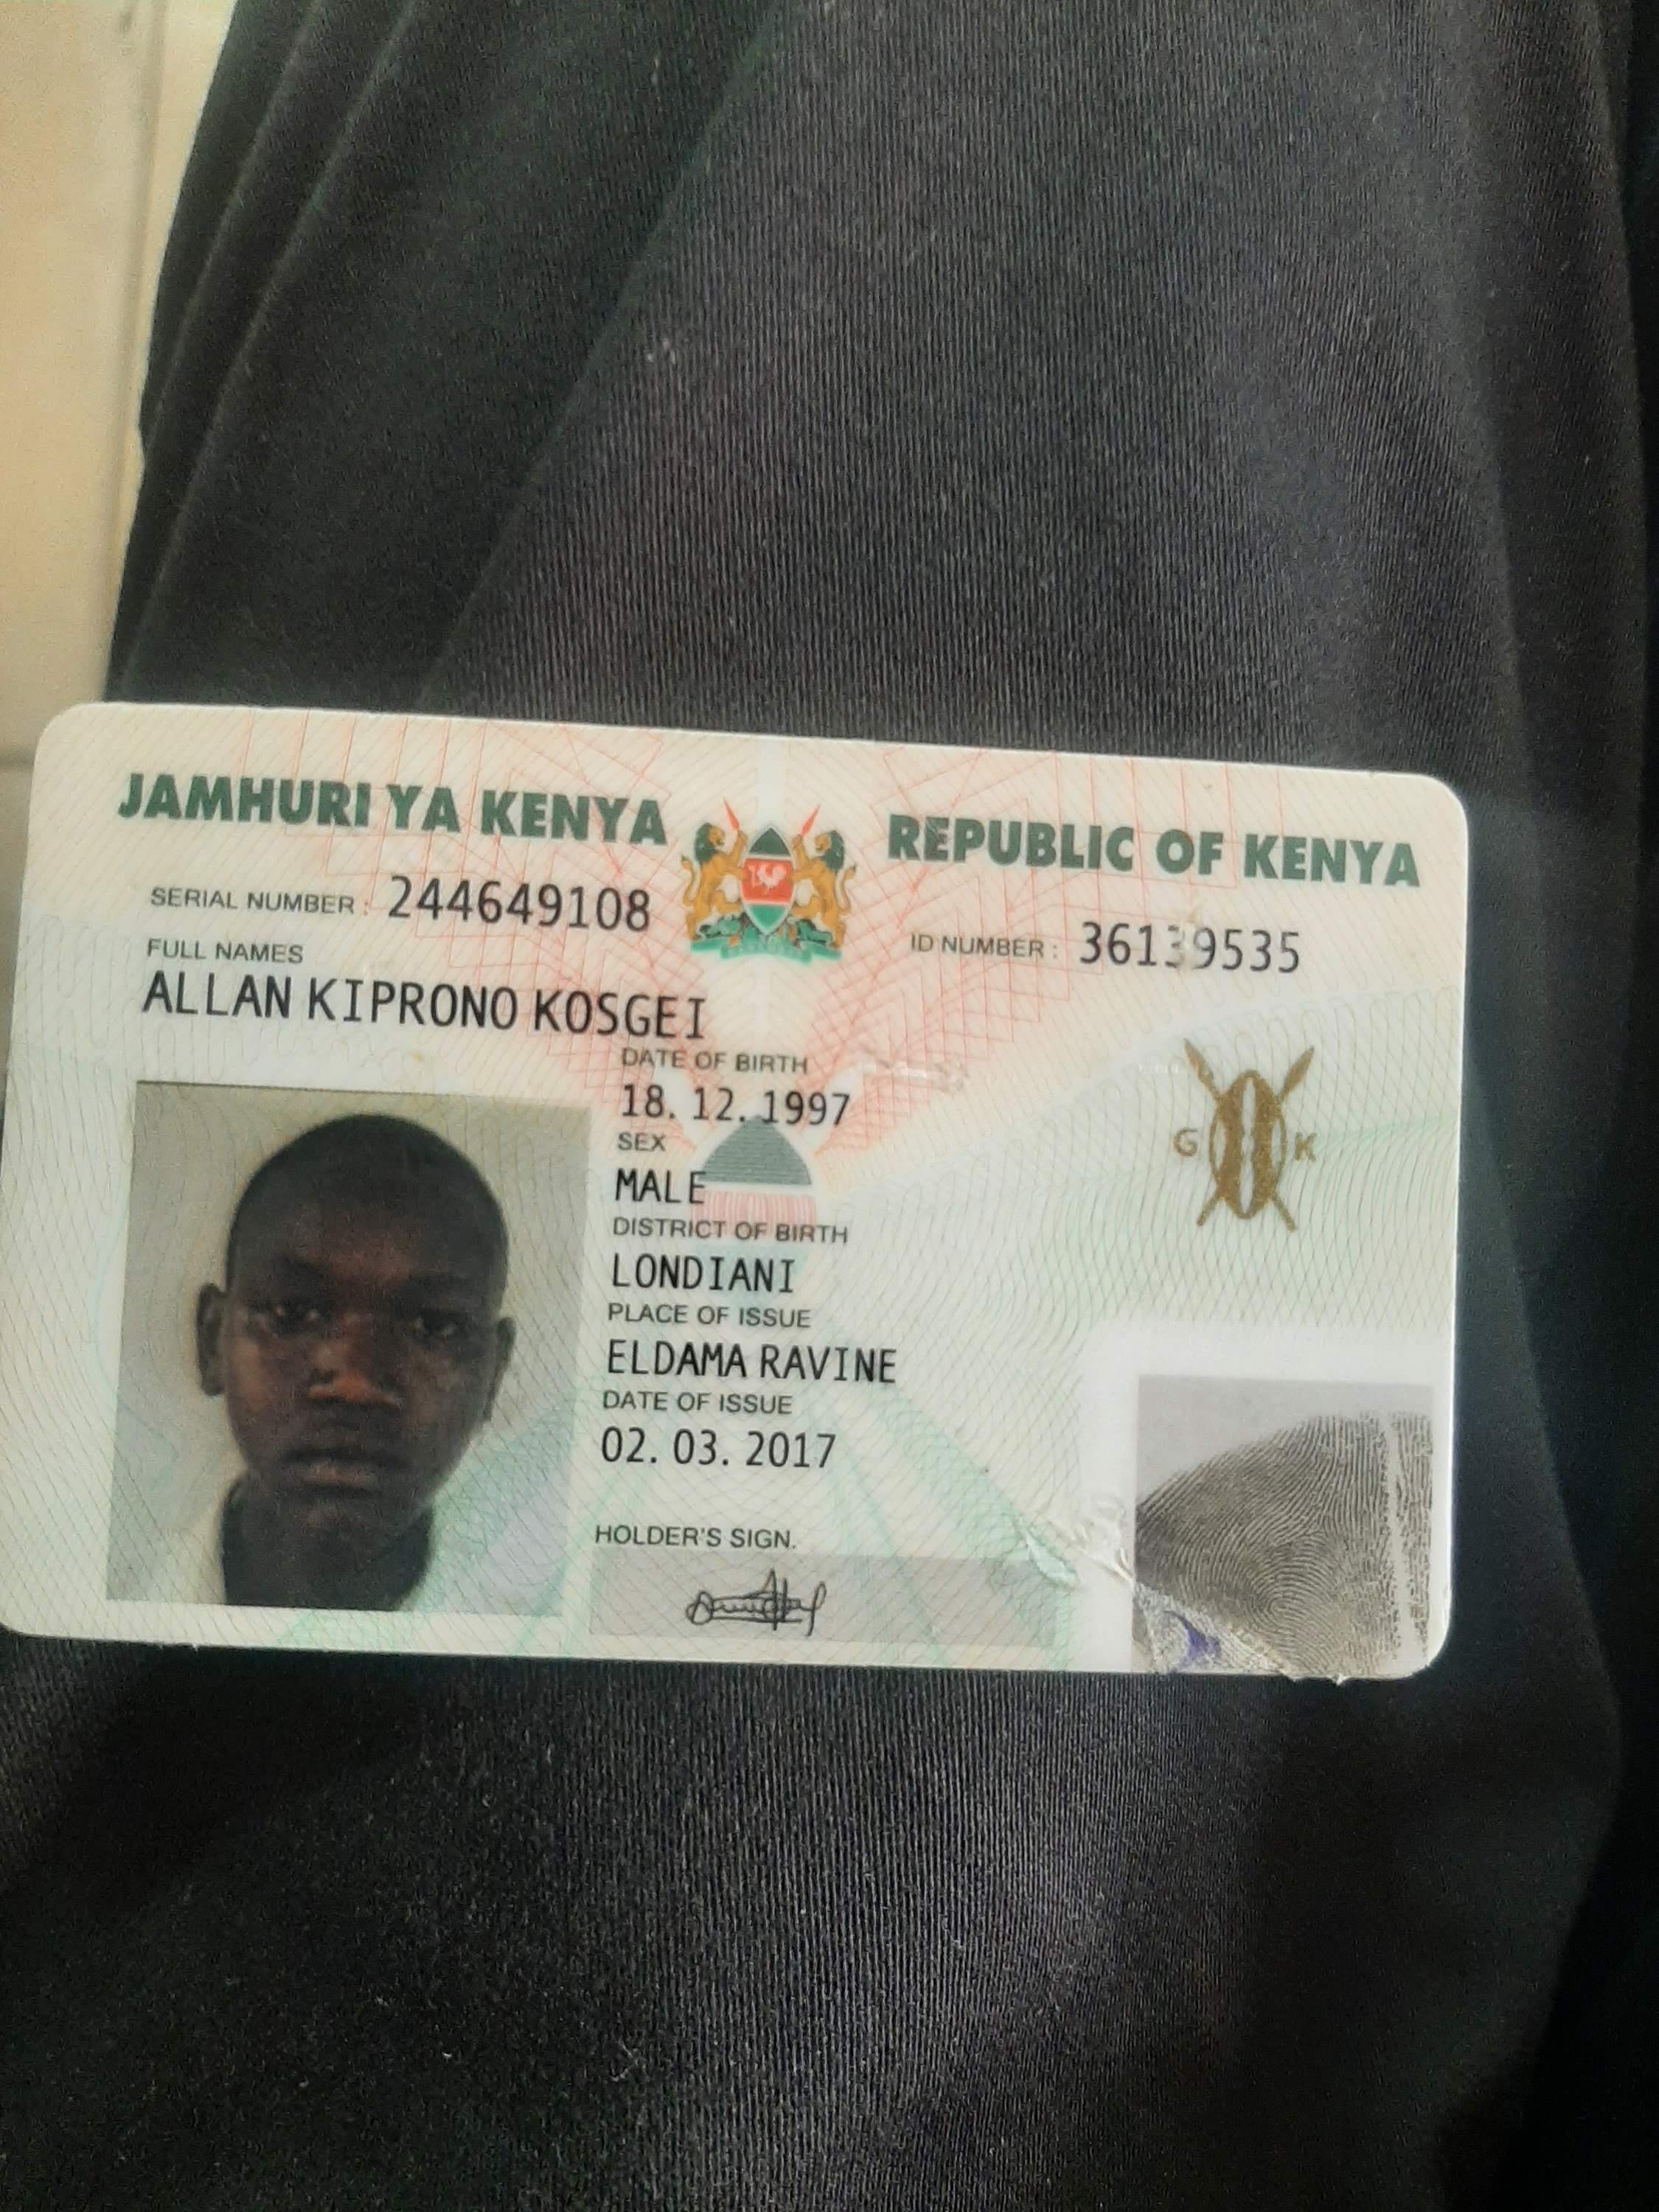 JAMHURI YA KENYA
REPUBLIC OF KENYA
SERIAL NUMBER : 244649108
ID NUMBER : 36139535
FULL NAMES
ALLAN KIPRONO KOSGEI
DATE OF BIRTH
18. 12. 1997
SEX
MALE
DISTRICT OF BIRTH
LONDIANI
PLACE OF ISSUE
ELDAMA RAVINE
DATE OF ISSUE
02. 03. 2017
HOLDER'S SIGN.
G K